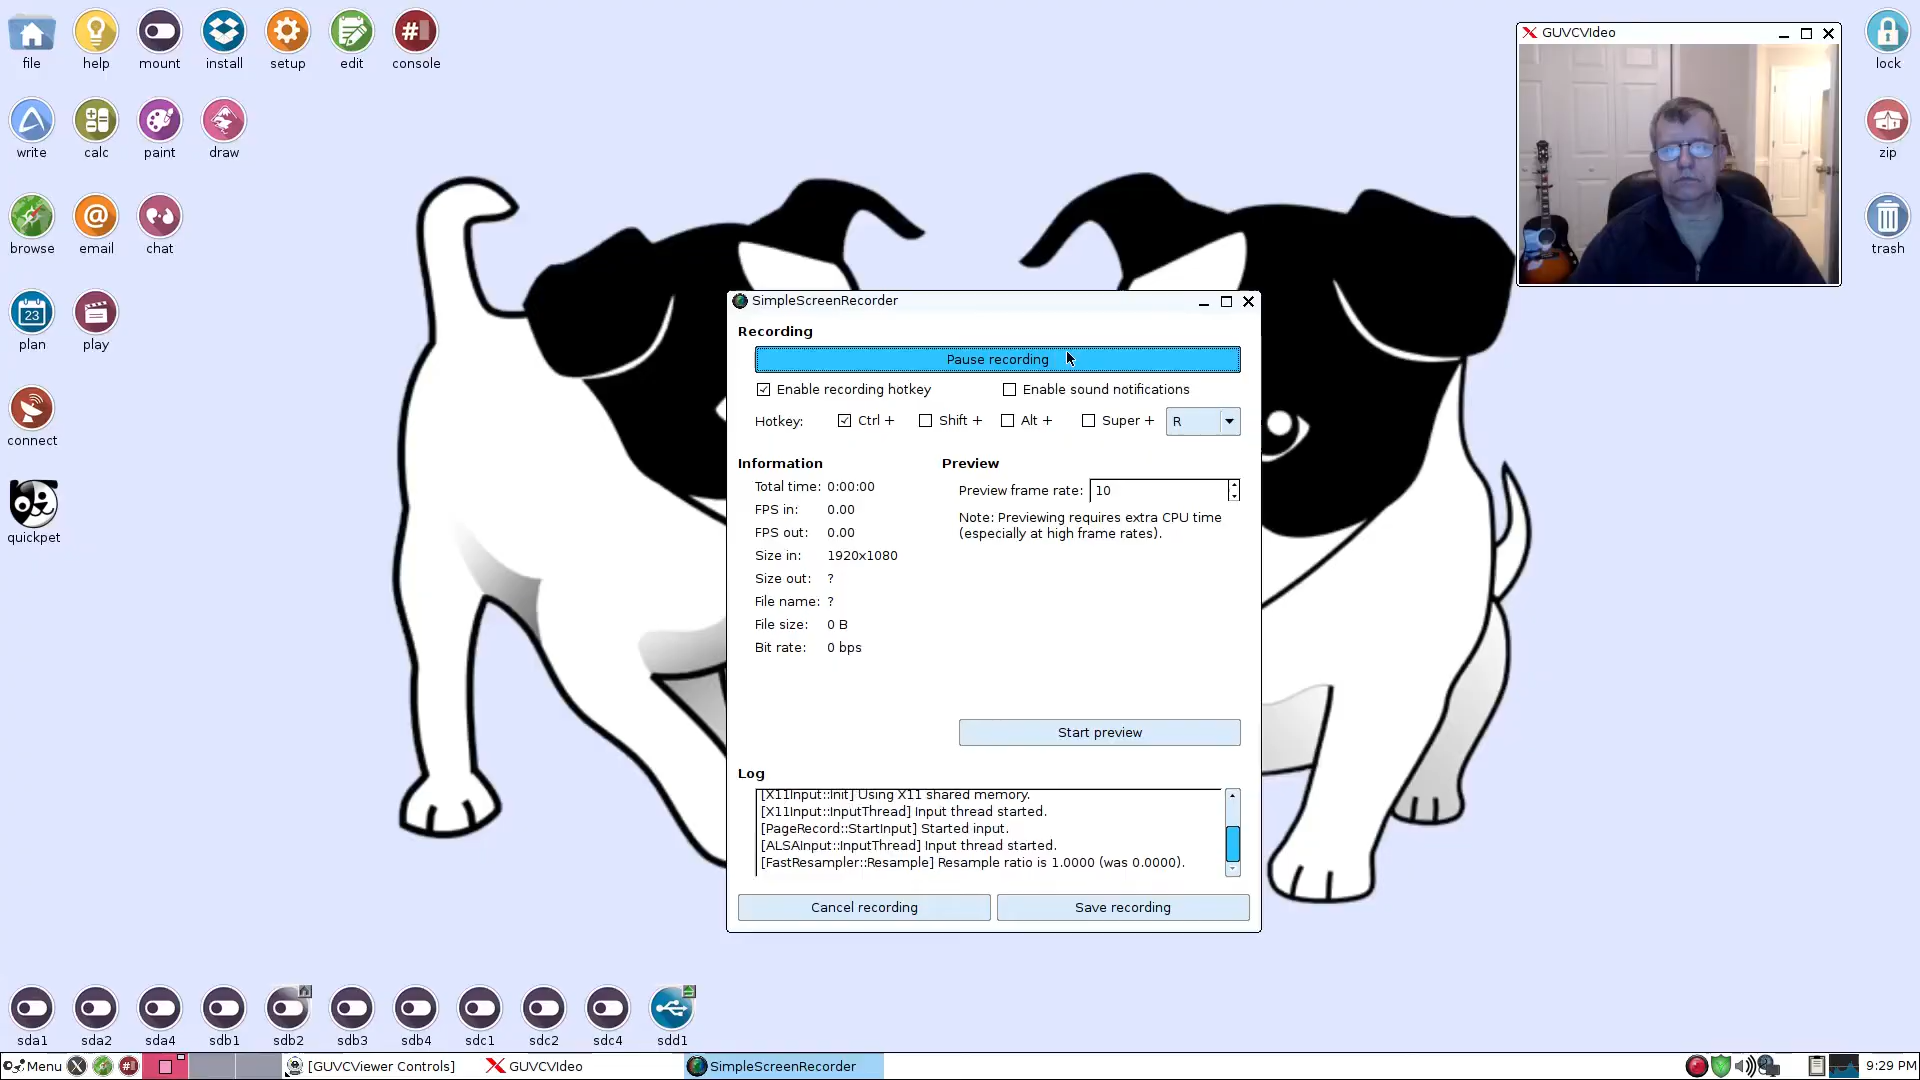 file
help
mount
install
setup
edit
console
write
calc
paint
draw
browse
email
chat
23
plan
play
connect
quickpet
GUVCVIdeo
lock
zip
trash
SimpleScreenRecorder
Recording
Pause recording
Enable recording hotkey
Enable sound notifications
Hotkey: Ctrl + Shift + Alt + Super + R
Information
Total time: 0:00:00
FPS in: 0.00
FPS out: 0.00
Size in: 1920x1080
Size out: ?
File name: ?
File size: 0 B
Bit rate: 0 bps
Preview
Preview frame rate: 10
Note: Previewing requires extra CPU time
(especially at high frame rates).
Start preview
Log
[X11Input::Init] Using X11 shared memory.
[X11Input::InputThread] Input thread started.
[PageRecord::StartInput] Started input.
[ALSAInput::InputThread] Input thread started.
[FastResampler::Resample] Resample ratio is 1.0000 (was 0.0000).
Cancel recording
Save recording
sda1
sda2
sda4
sdb1
sdb2
sdb3
sdb4
sdc1
sdc2
sdc4
sdd1
Menu
[GUVCViewer Controls]
GUVCVIdeo
SimpleScreenRecorder
9:29 PM